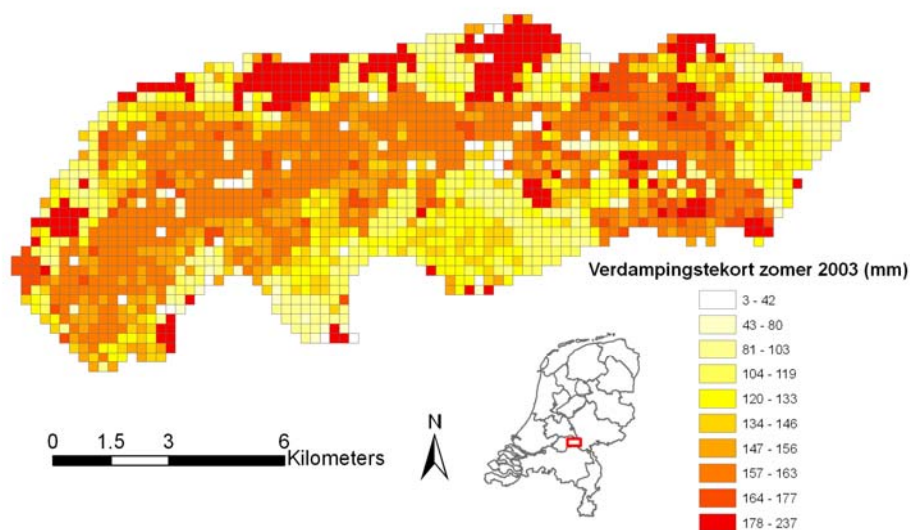 Verdampingstekort zomer 2003 (mm)
3 - 42
43 - 80
81 - 103
104 - 119
120 - 133
134 - 146
147 - 156
157 - 163
164 - 177
178 - 237
N
0 1.5 3 6
Kilometers